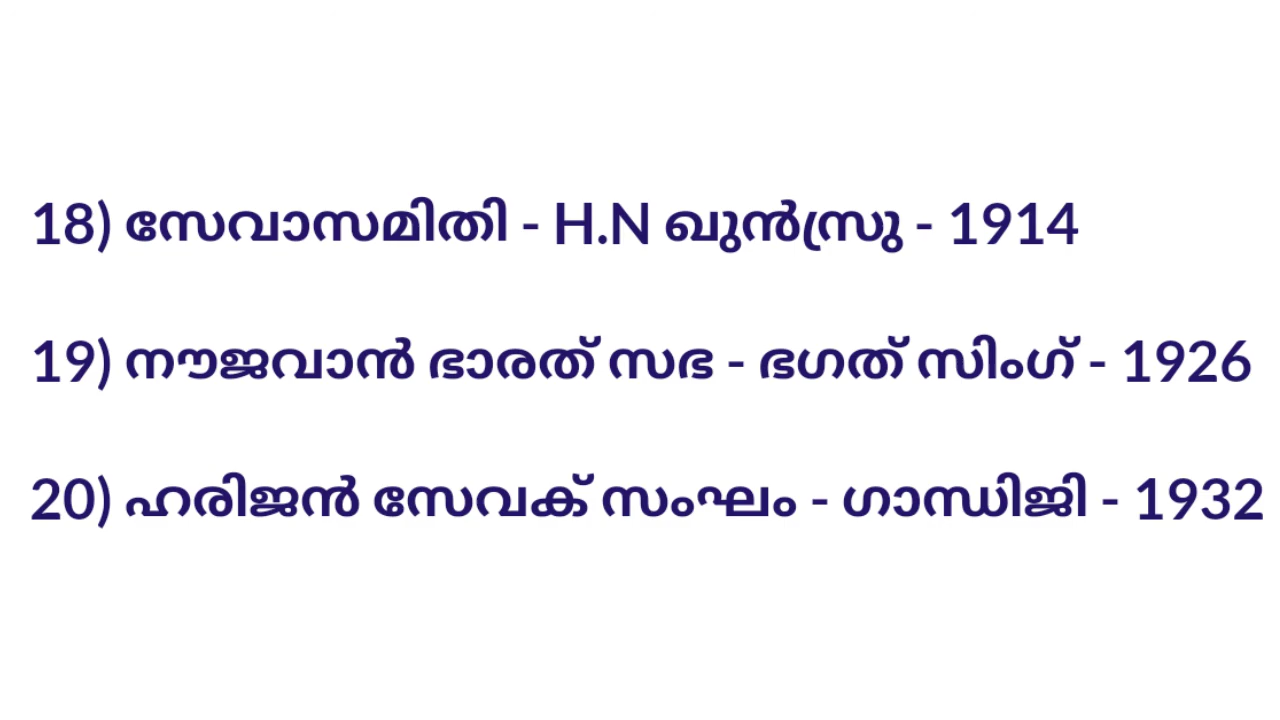 18) സേവാസമിതി - H.N ഖുൻസ്രു - 1914
19) നൗജവാൻ ഭാരത് സഭ - ഭഗത് സിംഗ് - 1926
20) ഹരിജൻ സേവക് സംഘം - ഗാന്ധിജി - 1932